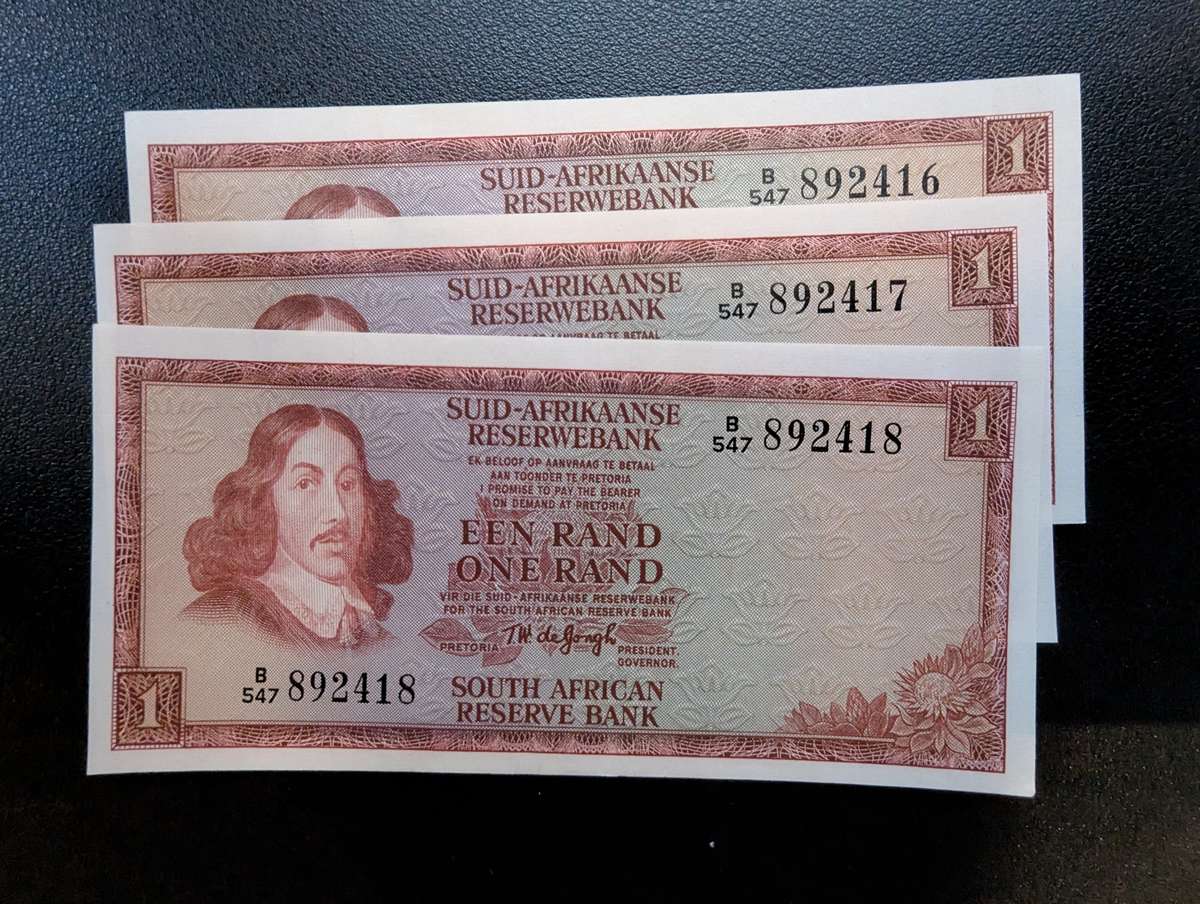 SUID-AFRIKAANSE
RESERWEBANK
B
547 892416
1
SUID-AFRIKAANSE
RESERWEBANK
B
547 892417
1
AANVRAAG TE BETAAL
SUID-AFRIKAANSE
RESERWEBANK
B
547 892418
1
EK BELOOF OP AANVRAAG TE BETAAL
AAN TOONDER TE PRETORIA
I PROMISE TO PAY THE BEARER
ON DEMAND AT PRETORIA
EEN RAND
ONE RAND
VIR DIE SUID-AFRIKAANSE RESERWEBANK
FOR THE SOUTH AFRICAN RESERVE BANK
TW de Jongh
PRETORIA
PRESIDENT.
GOVERNOR.
B
547 892418
1
SOUTH AFRICAN
RESERVE BANK